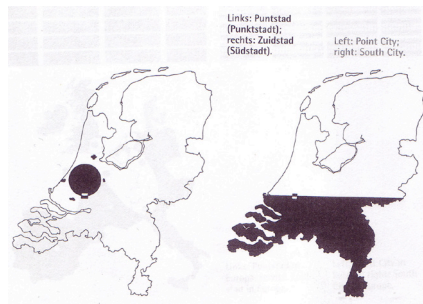 Links: Puntstad
(Punktstadt);
rechts: Zuidstad
(Südstadt).
Left: Point City;
right: South City.